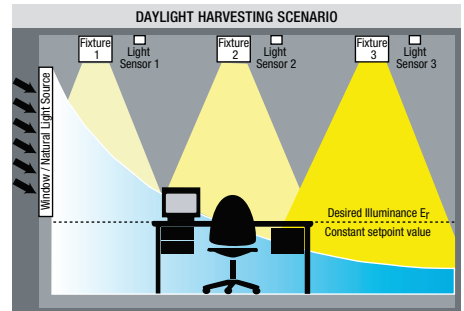 DAYLIGHT HARVESTING SCENARIO
Fixture
1
Light
Sensor 1
Fixture
2
Light
Sensor 2
Fixture
3
Light
Sensor 3
Window / Natural Light Source
Desired Illuminance Er
Constant setpoint value